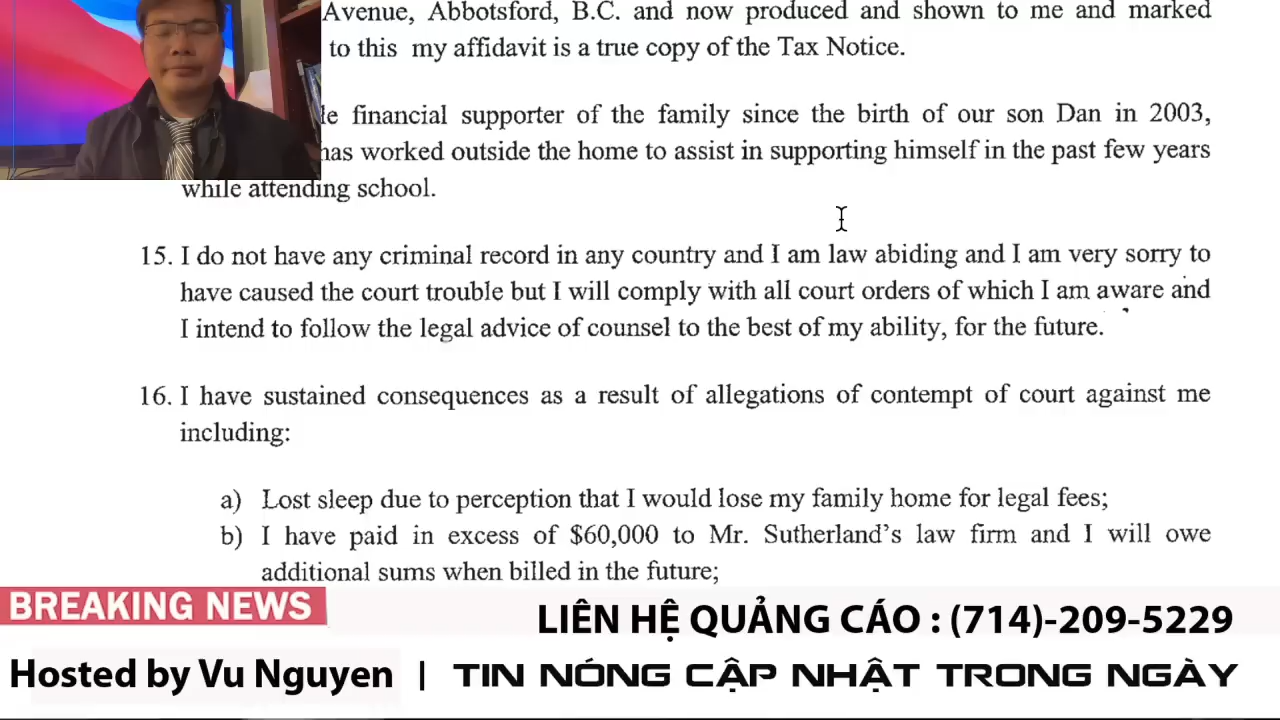 Avenue, Abbotsford, B.C. and now produced and shown to me and marked
to this my affidavit is a true copy of the Tax Notice.
financial supporter of the family since the birth of our son Dan in 2003,
has worked outside the home to assist in supporting himself in the past few years
while attending school.
15. I do not have any criminal record in any country and I am law abiding and I am very sorry to
have caused the court trouble but I will comply with all court orders of which I am aware and
I intend to follow the legal advice of counsel to the best of my ability, for the future.
16. I have sustained consequences as a result of allegations of contempt of court against me
including:
a) Lost sleep due to perception that I would lose my family home for legal fees;
b) I have paid in excess of $60,000 to Mr. Sutherland's law firm and I will owe
additional sums when billed in the future;
BREAKING NEWS
LIÊN HỆ QUẢNG CÁO : (714)-209-5229
Hosted by Vu Nguyen | TIN NÓNG CẬP NHẬT TRONG NGÀY